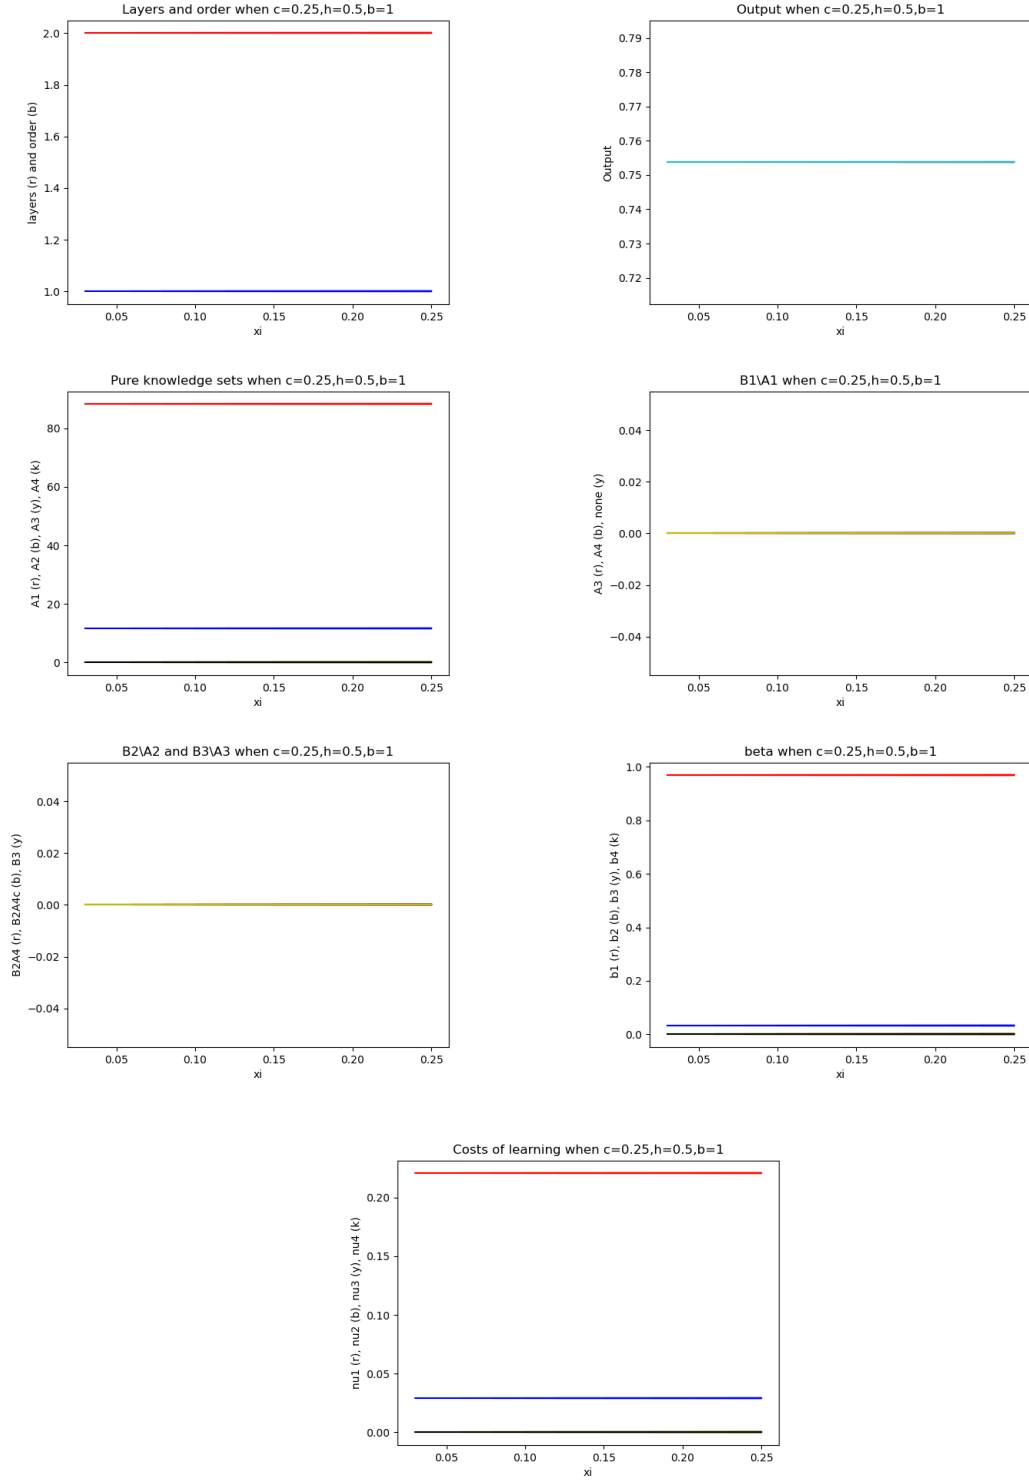 Layers and order when c=0.25,h=0.5,b=1
layers (r) and order (b)
2.0
1.8
1.6
1.4
1.2
1.0
0.05 0.10 0.15 0.20 0.25
xi
Output when c=0.25,h=0.5,b=1
Output
0.79
0.78
0.77
0.76
0.75
0.74
0.73
0.72
0.05 0.10 0.15 0.20 0.25
xi
Pure knowledge sets when c=0.25,h=0.5,b=1
A1 (r), A2 (b), A3 (y), A4 (k)
80
60
40
20
0
0.05 0.10 0.15 0.20 0.25
xi
B1\A1 when c=0.25,h=0.5,b=1
A3 (r), A4 (b), none (y)
0.04
0.02
0.00
−0.02
−0.04
0.05 0.10 0.15 0.20 0.25
xi
B2\A2 and B3\A3 when c=0.25,h=0.5,b=1
B2A4 (r), B2A4c (b), B3 (y)
0.04
0.02
0.00
−0.02
−0.04
0.05 0.10 0.15 0.20 0.25
xi
beta when c=0.25,h=0.5,b=1
b1 (r), b2 (b), b3 (y), b4 (k)
1.0
0.8
0.6
0.4
0.2
0.0
0.05 0.10 0.15 0.20 0.25
xi
Costs of learning when c=0.25,h=0.5,b=1
nu1 (r), nu2 (b), nu3 (y), nu4 (k)
0.20
0.15
0.10
0.05
0.00
0.05 0.10 0.15 0.20 0.25
xi